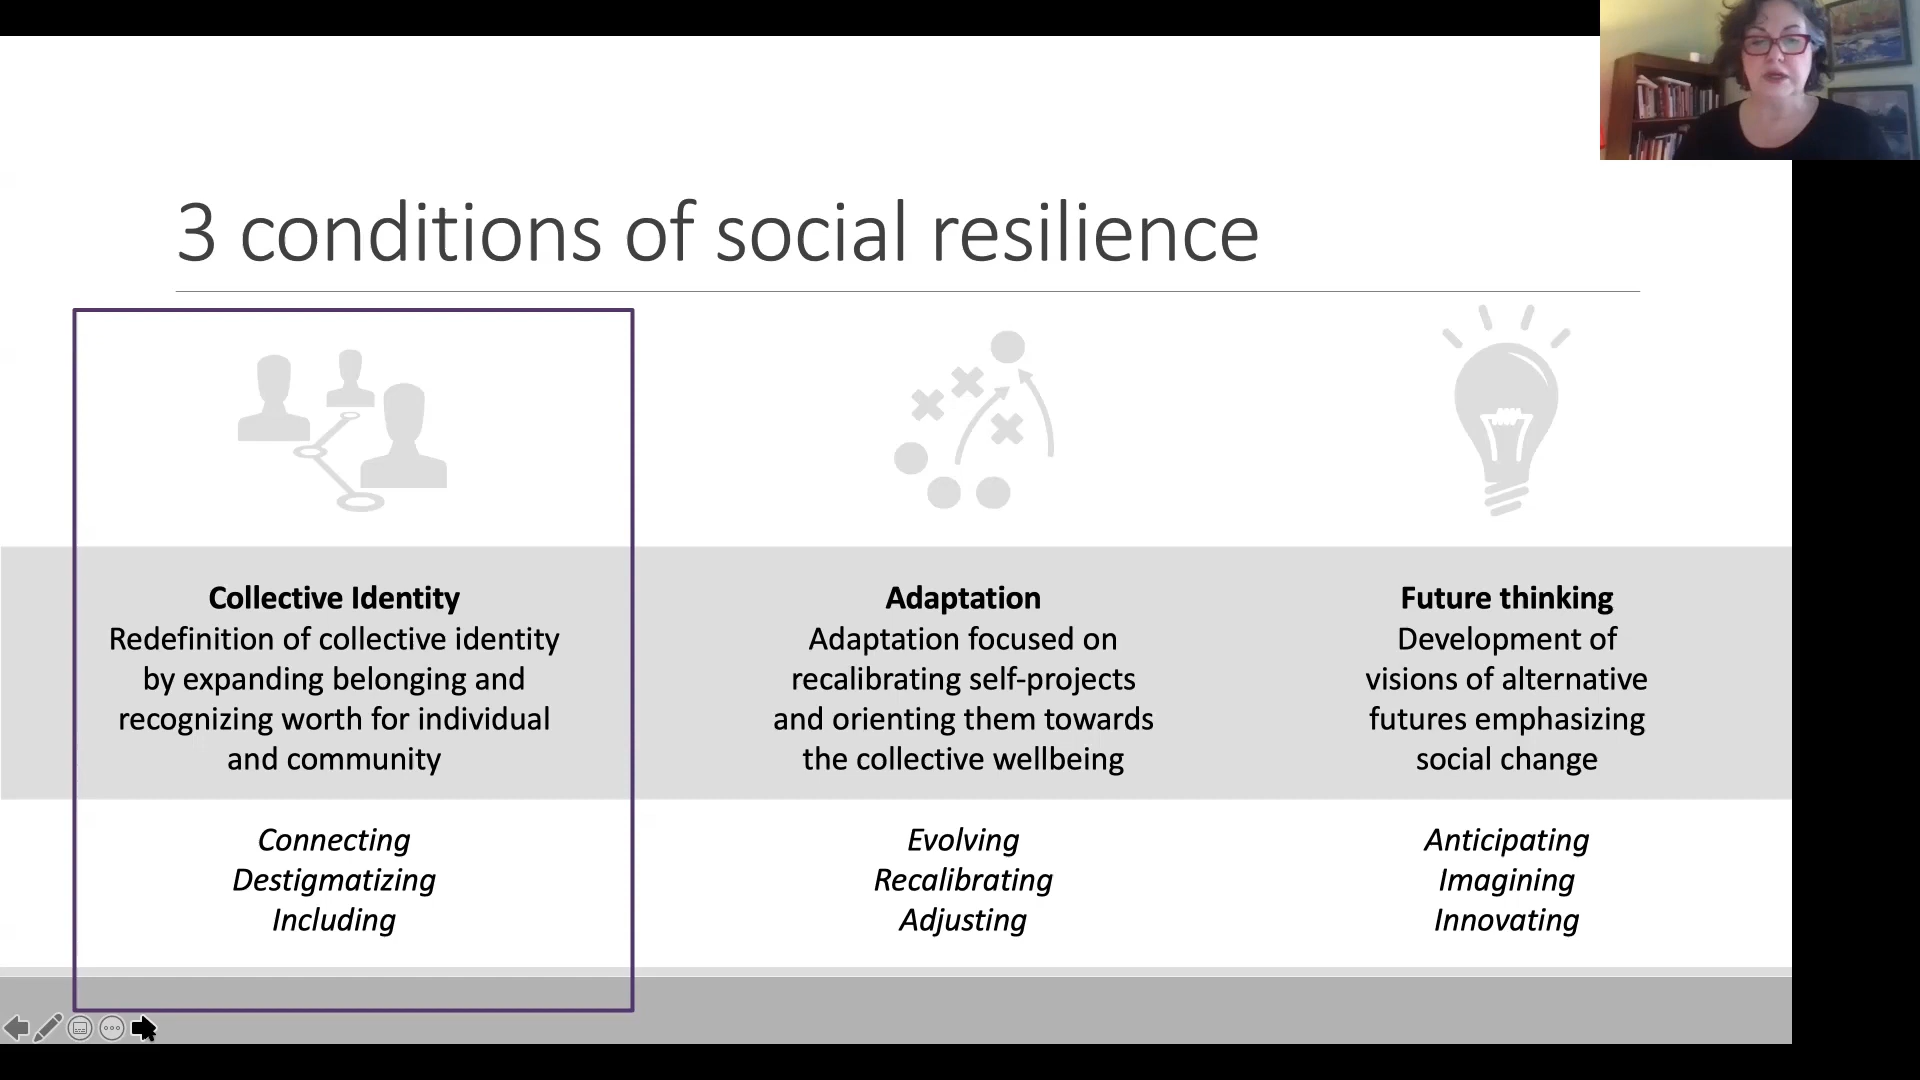 3 conditions of social resilience
Collective Identity
Redefinition of collective identity
by expanding belonging and
recognizing worth for individual
and community
Connecting
Destigmatizing
Including
Adaptation
Adaptation focused on
recalibrating self-projects
and orienting them towards
the collective wellbeing
Evolving
Recalibrating
Adjusting
Future thinking
Development of
visions of alternative
futures emphasizing
social change
Anticipating
Imagining
Innovating